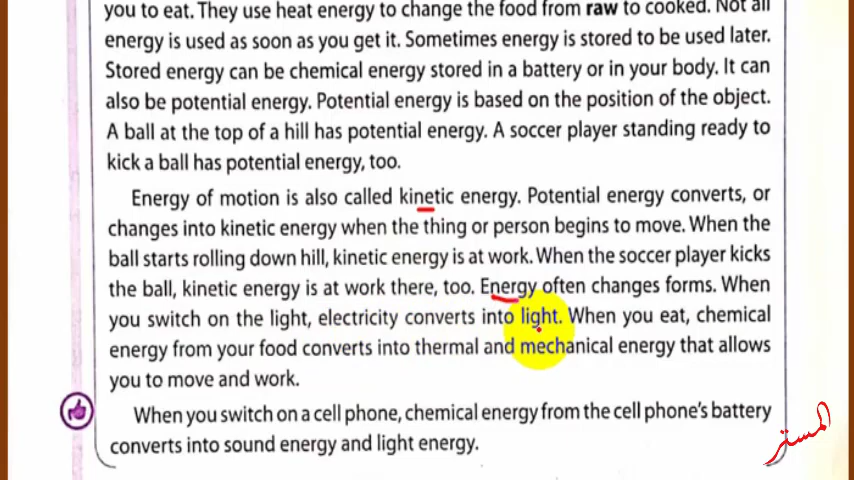 you to eat. They use heat energy to change the food from raw to cooked. Not all
energy is used as soon as you get it. Sometimes energy is stored to be used later.
Stored energy can be chemical energy stored in a battery or in your body. It can
also be potential energy. Potential energy is based on the position of the object.
A ball at the top of a hill has potential energy. A soccer player standing ready to
kick a ball has potential energy, too.
Energy of motion is also called kinetic energy. Potential energy converts, or
changes into kinetic energy when the thing or person begins to move. When the
ball starts rolling down hill, kinetic energy is at work. When the soccer player kicks
the ball, kinetic energy is at work there, too. Energy often changes forms. When
you switch on the light, electricity converts into light. When you eat, chemical
energy from your food converts into thermal and mechanical energy that allows
you to move and work.
When you switch on a cell phone, chemical energy from the cell phone's battery
converts into sound energy and light energy.
المستر